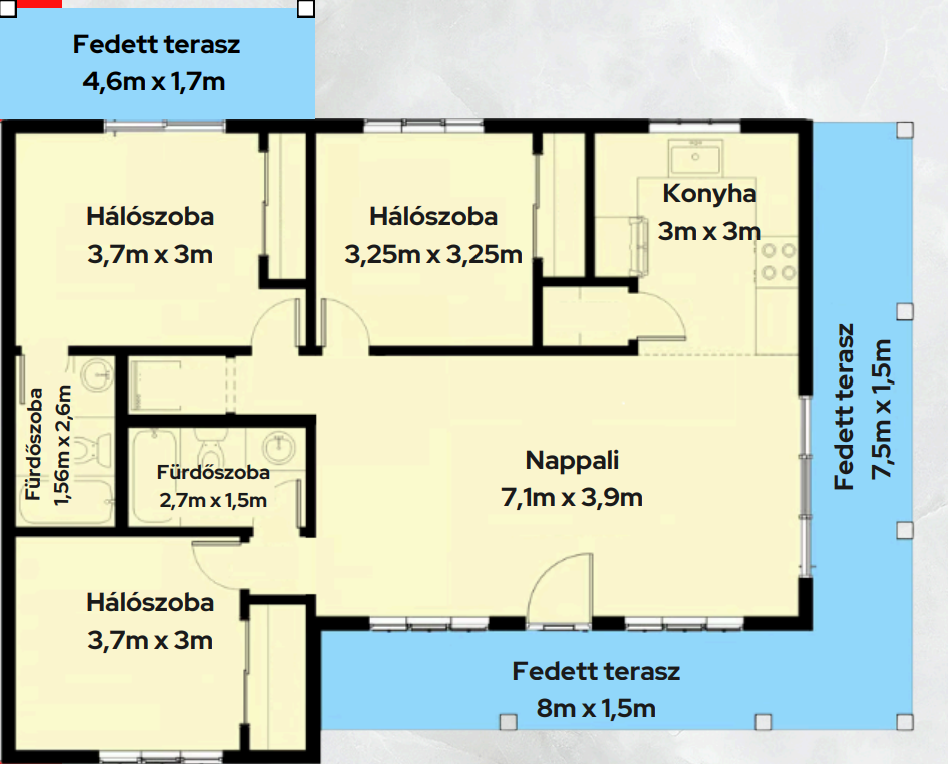 Fedett terasz
4,6m x 1,7m
Hálószoba
3,7m x 3m
Hálószoba
3,25m x 3,25m
Konyha
3m x 3m
Fedett terasz
7,5m x 1,5m
Fürdőszoba
1,56m x 2,6m
Fürdőszoba
2,7m x 1,5m
Nappali
7,1m x 3,9m
Hálószoba
3,7m x 3m
Fedett terasz
8m x 1,5m